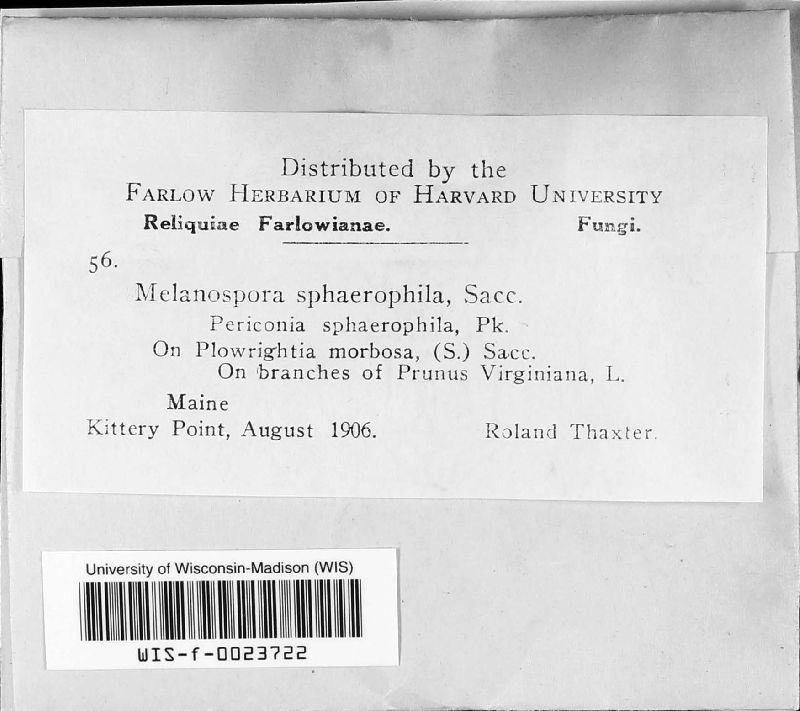 Distributed by the
FARLOW HERBARIUM OF HARVARD UNIVERSITY
Reliquiae Farlowianae. Fungi.
56.
Melanospora sphaerophila, Sacc.
Periconia sphaerophila, Pk.
On Plowrightia morbosa, (S.) Sacc.
On branches of Prunus Virginiana, L.
Maine
Kittery Point, August 1906. Roland Thaxter.
University of Wisconsin-Madison (WIS)
WIS-f-0023722